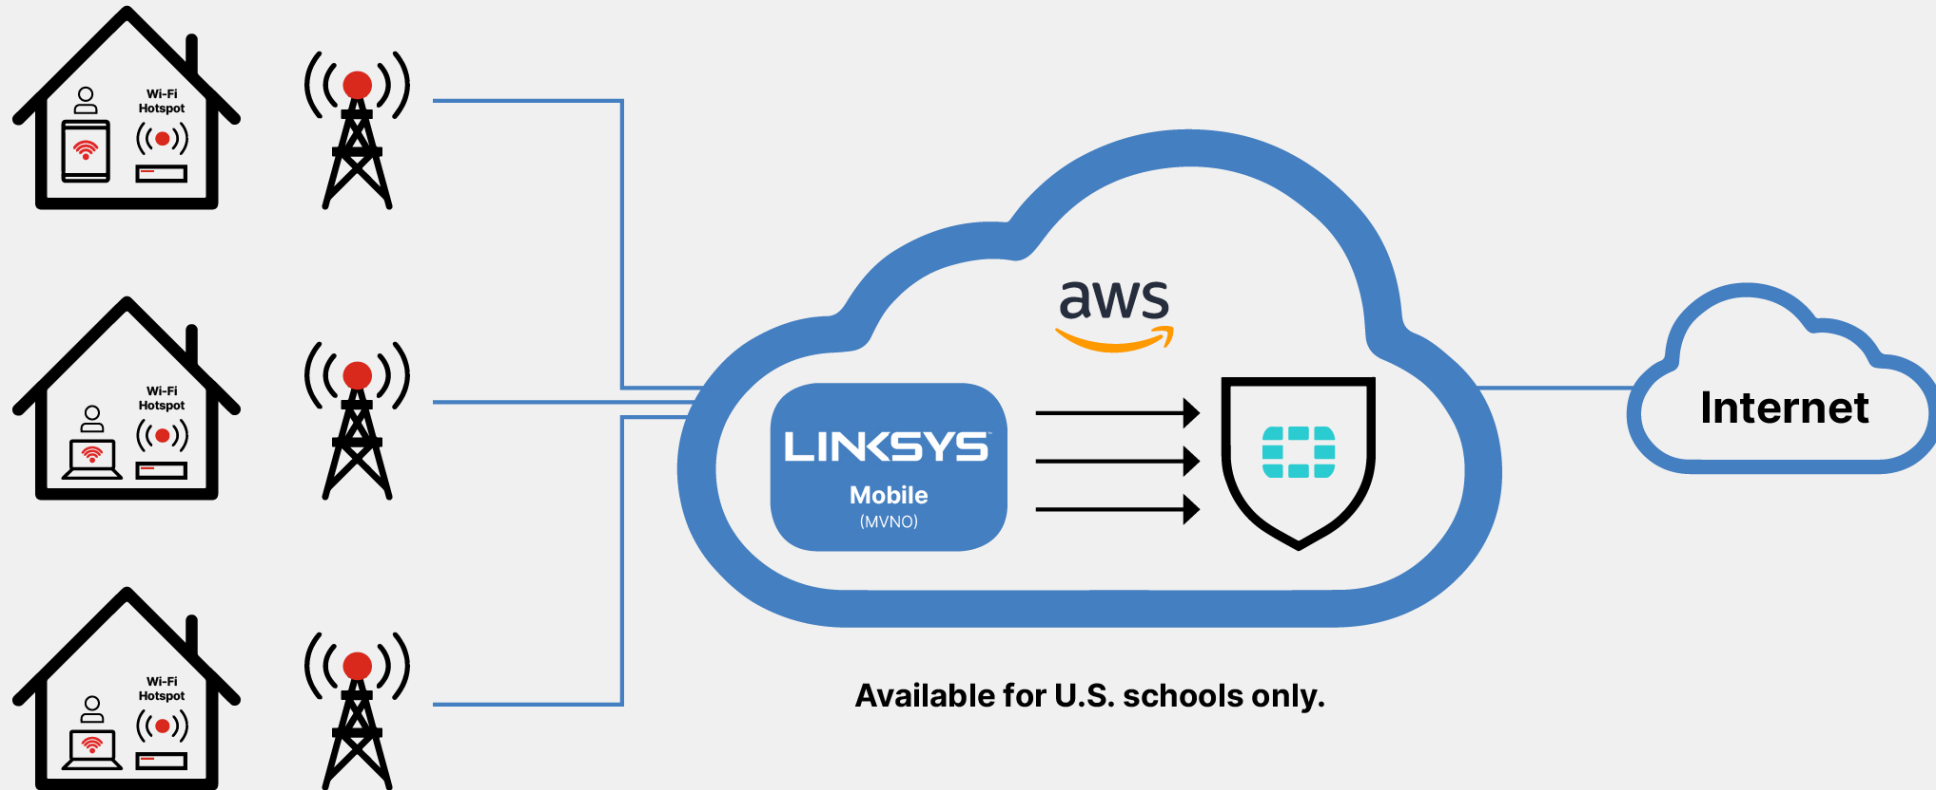 Wi-Fi
Hotspot
Wi-Fi
Hotspot
Wi-Fi
Hotspot
aws
LINKSYS
Mobile
(MVNO)
Internet
Available for U.S. schools only.